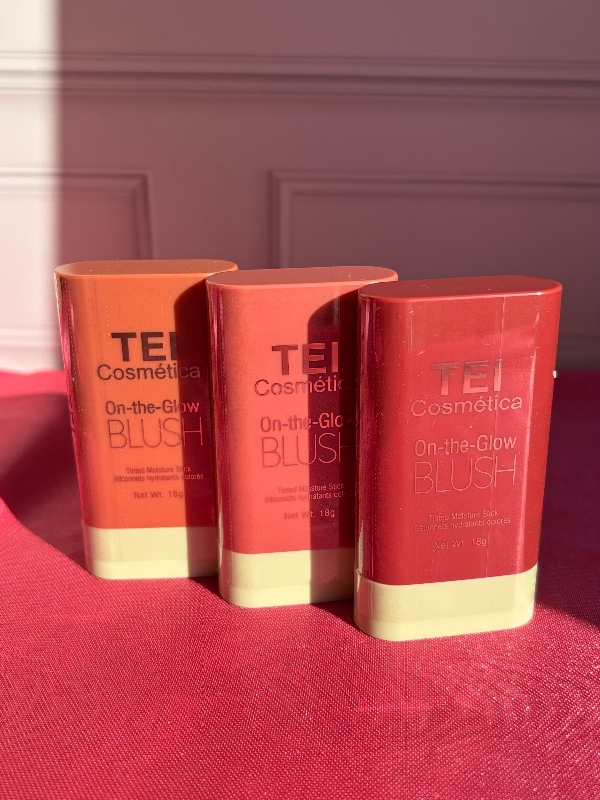 TEI
Cosmética
On-the-Glow
BLUSH
Tinted Moisture Stick
Bâtonnets hydratants colorés
Net Wt. 18g
TEI
Cosmétic
On-the-Glow
BLUSH
Tinted Moisture Stick
Bâtonnets hydratants
Net Wt. 18g
TEI
Cosmética
On-the-Glow
BLUSH
Tinted Moisture Stick
Bâtonnets hydratants colorés
Net Wt. 18g